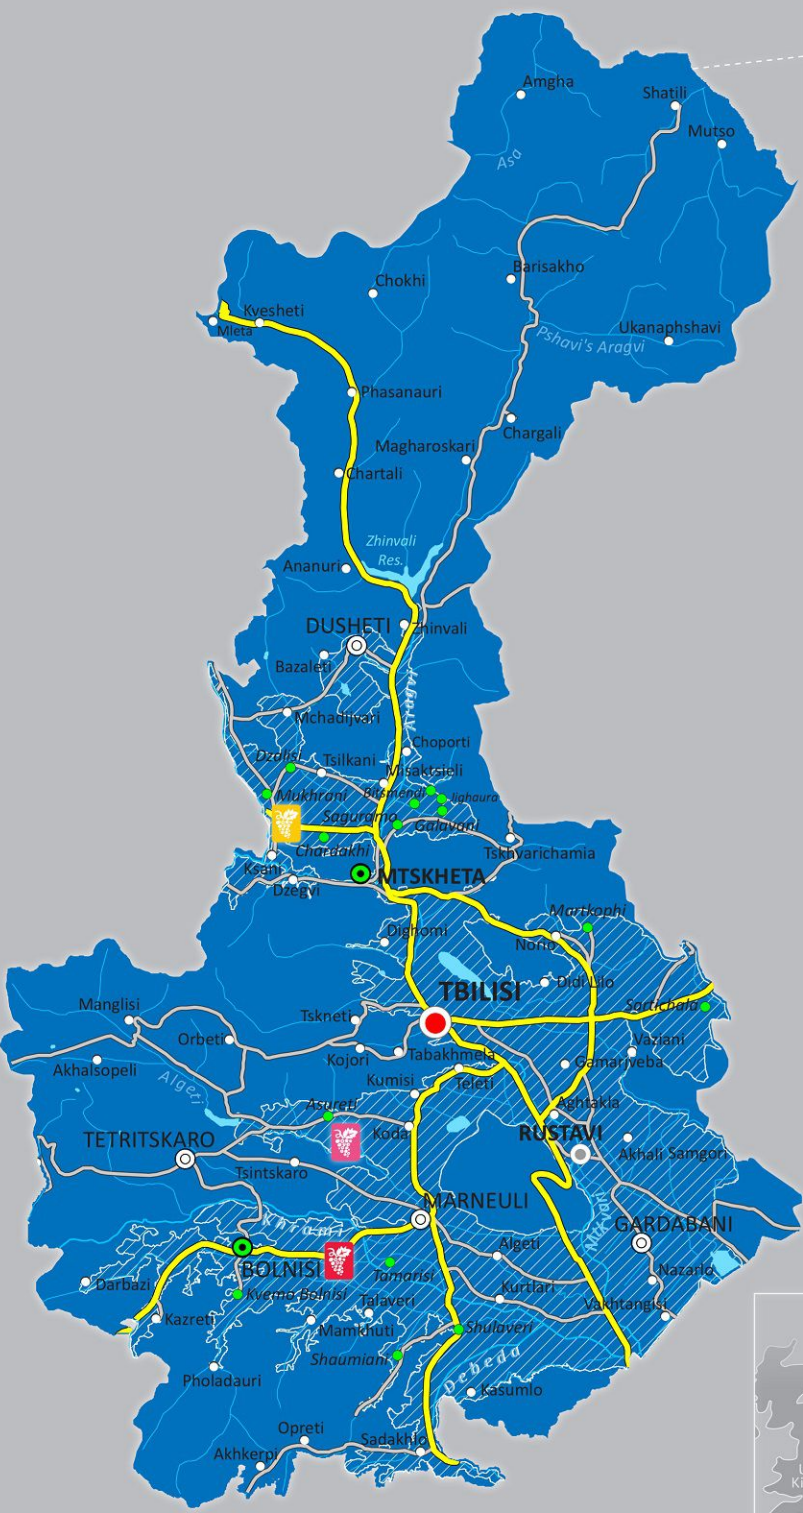 Amgha
Shatili
Mutso
Asa
Barisakho
Chokhi
Kvesheti
Mleta
Ukanaphshavi
Pshavi's Aragvi
Phasanauri
Chargali
Magharoskari
Chartali
Zhinvali
Res.
Ananuri
DUSHETI
Zhinvali
Bazaleti
Aragvi
Mchadijvari
Choporti
Dzalisi
Tsilkani
Misaktsieli
Mukhrani
Bitsmendi
Ighaura
Saguramo
Galavani
Chardakhi
Tskhvarichamia
Ksani
MTSKHETA
Dzegvi
Martkophi
Dighomi
Norio
Didi Lilo
TBILISI
Sartichala
Manglisi
Tskneti
Orbeti
Vaziani
Kojori
Tabakhmela
Gamarjveba
Akhalsopeli
Teleti
Kumisi
Algeti
Asureti
Aghtakla
Koda
RUSTAVI
TETRITSKARO
Akhali Samgori
Tsintskaro
MARNEULI
Khrami
Mtkvari
GARDABANI
Algeti
BOLNISI
Tamarisi
Nazarlo
Darbazi
Kvemo Bolnisi
Kurtlari
Talaveri
Vakhtangisi
Kazreti
Mamkhuti
Shulaveri
Shaumiani
Debeda
Pholadauri
Kasumlo
Opreti
Sadakhlo
Akhkerpi